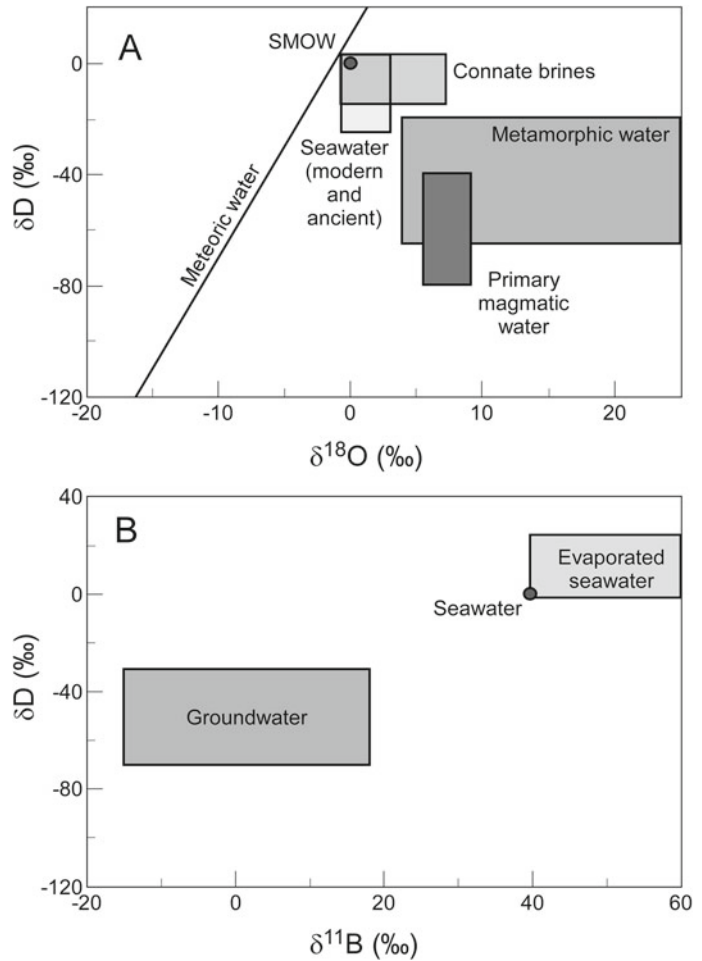 A
SMOW
Connate brines
Seawater
(modern
and
ancient)
Metamorphic water
Primary
magmatic
water
Meteoric water
δD (‰)
0
-40
-80
-120
-20
-10
0
10
20
δ¹⁸O (‰)
B
Evaporated
seawater
Seawater
Groundwater
δD (‰)
40
0
-40
-80
-120
-20
0
20
40
60
δ¹¹B (‰)